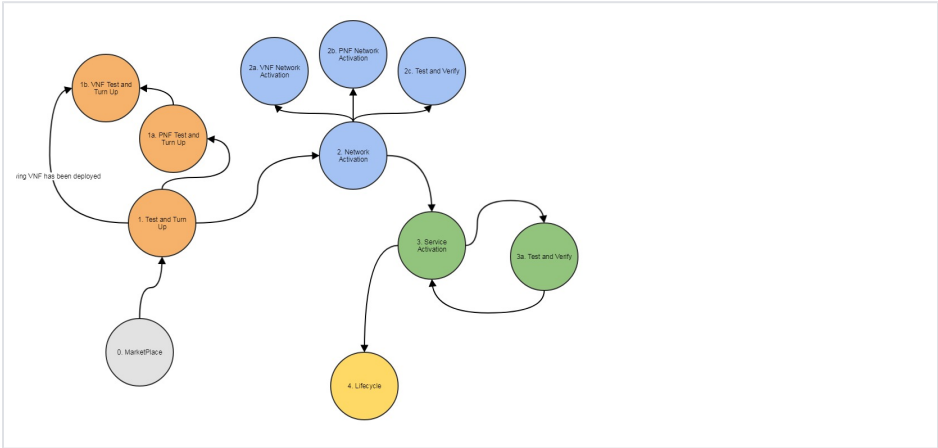 2b. PNF Network
Activation
2a. VNF Network
Activation
2c. Test and Verify
1b. VNF Test and
Turn Up
1a. PNF Test and
Turn Up
2. Network
Activation
VNF has been deployed
1. Test and Turn
Up
3. Service
Activation
3a. Test and Verify
0. MarketPlace
4. Lifecycle